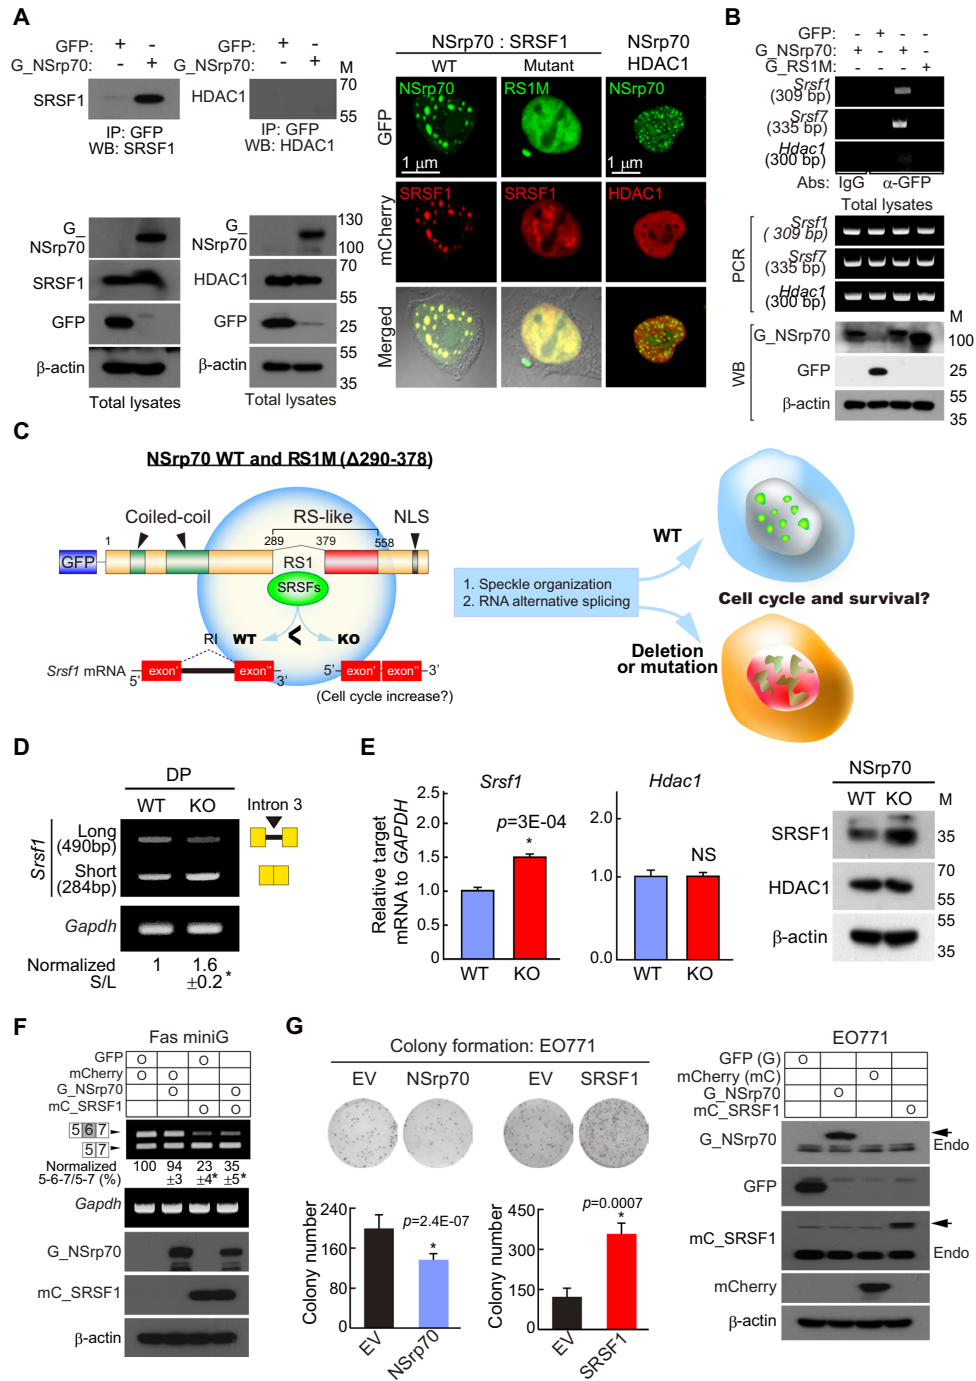 A
GFP: + -
G_NSrp70: - +
SRSF1
IP: GFP
WB: SRSF1
GFP: + -
G_NSrp70: - +
M
HDAC1
70
55
IP: GFP
WB: HDAC1
G_
NSrp70
SRSF1
GFP
β-actin
Total lysates
G_
NSrp70
HDAC1
GFP
β-actin
130
100
70
55
25
55
35
Total lysates
NSrp70 : SRSF1
WT
Mutant
NSrp70
HDAC1
GFP
NSrp70
RS1M
NSrp70
1 μm
1 μm
mCherry
SRSF1
SRSF1
HDAC1
Merged
B
GFP: - + - -
G_NSrp70: + - + -
G_RS1M: - - - +
Srsf1
(309 bp)
Srsf7
(335 bp)
Hdac1
(300 bp)
Abs: IgG α-GFP
Total lysates
PCR
Srsf1
( 309 bp)
Srsf7
(335 bp)
Hdac1
(300 bp)
M
WB
G_NSrp70
100
GFP
25
β-actin
55
35
C
NSrp70 WT and RS1M (Δ290-378)
Coiled-coil
RS-like
NLS
1
289
379
558
GFP
RS1
SRSFs
WT < KO
RI
Srsf1 mRNA
5'
exon'
exon''
3'
5'
exon'
exon''
3'
(Cell cycle increase?)
1. Speckle organization
2. RNA alternative splicing
WT
Cell cycle and survival?
Deletion
or mutation
D
DP
WT KO
Intron 3
Srsf1
Long
(490bp)
Short
(284bp)
Gapdh
Normalized
S/L
1
1.6
±0.2
*
E
Relative target
mRNA to GAPDH
Srsf1
2.5
2.0
1.5
1.0
0.5
0
p=3E-04
*
WT KO
Hdac1
2.0
1.0
0.0
NS
WT KO
NSrp70
WT KO
M
SRSF1
35
HDAC1
70
55
β-actin
55
35
F
Fas miniG
GFP O O
mCherry O O
G_NSrp70 O O
mC_SRSF1 O O
5 6 7
5 7
Normalized
5-6-7/5-7 (%)
100
94
±3
23
±4*
35
±5*
Gapdh
G_NSrp70
mC_SRSF1
β-actin
G
Colony formation: EO771
EV NSrp70
EV SRSF1
Colony number
240
160
80
0
p=2.4E-07
*
EV
NSrp70
Colony number
450
300
150
0
p=0.0007
*
EV
SRSF1
EO771
GFP (G) O
mCherry (mC) O
G_NSrp70 O
mC_SRSF1 O
G_NSrp70
Endo
GFP
mC_SRSF1
Endo
mCherry
β-actin